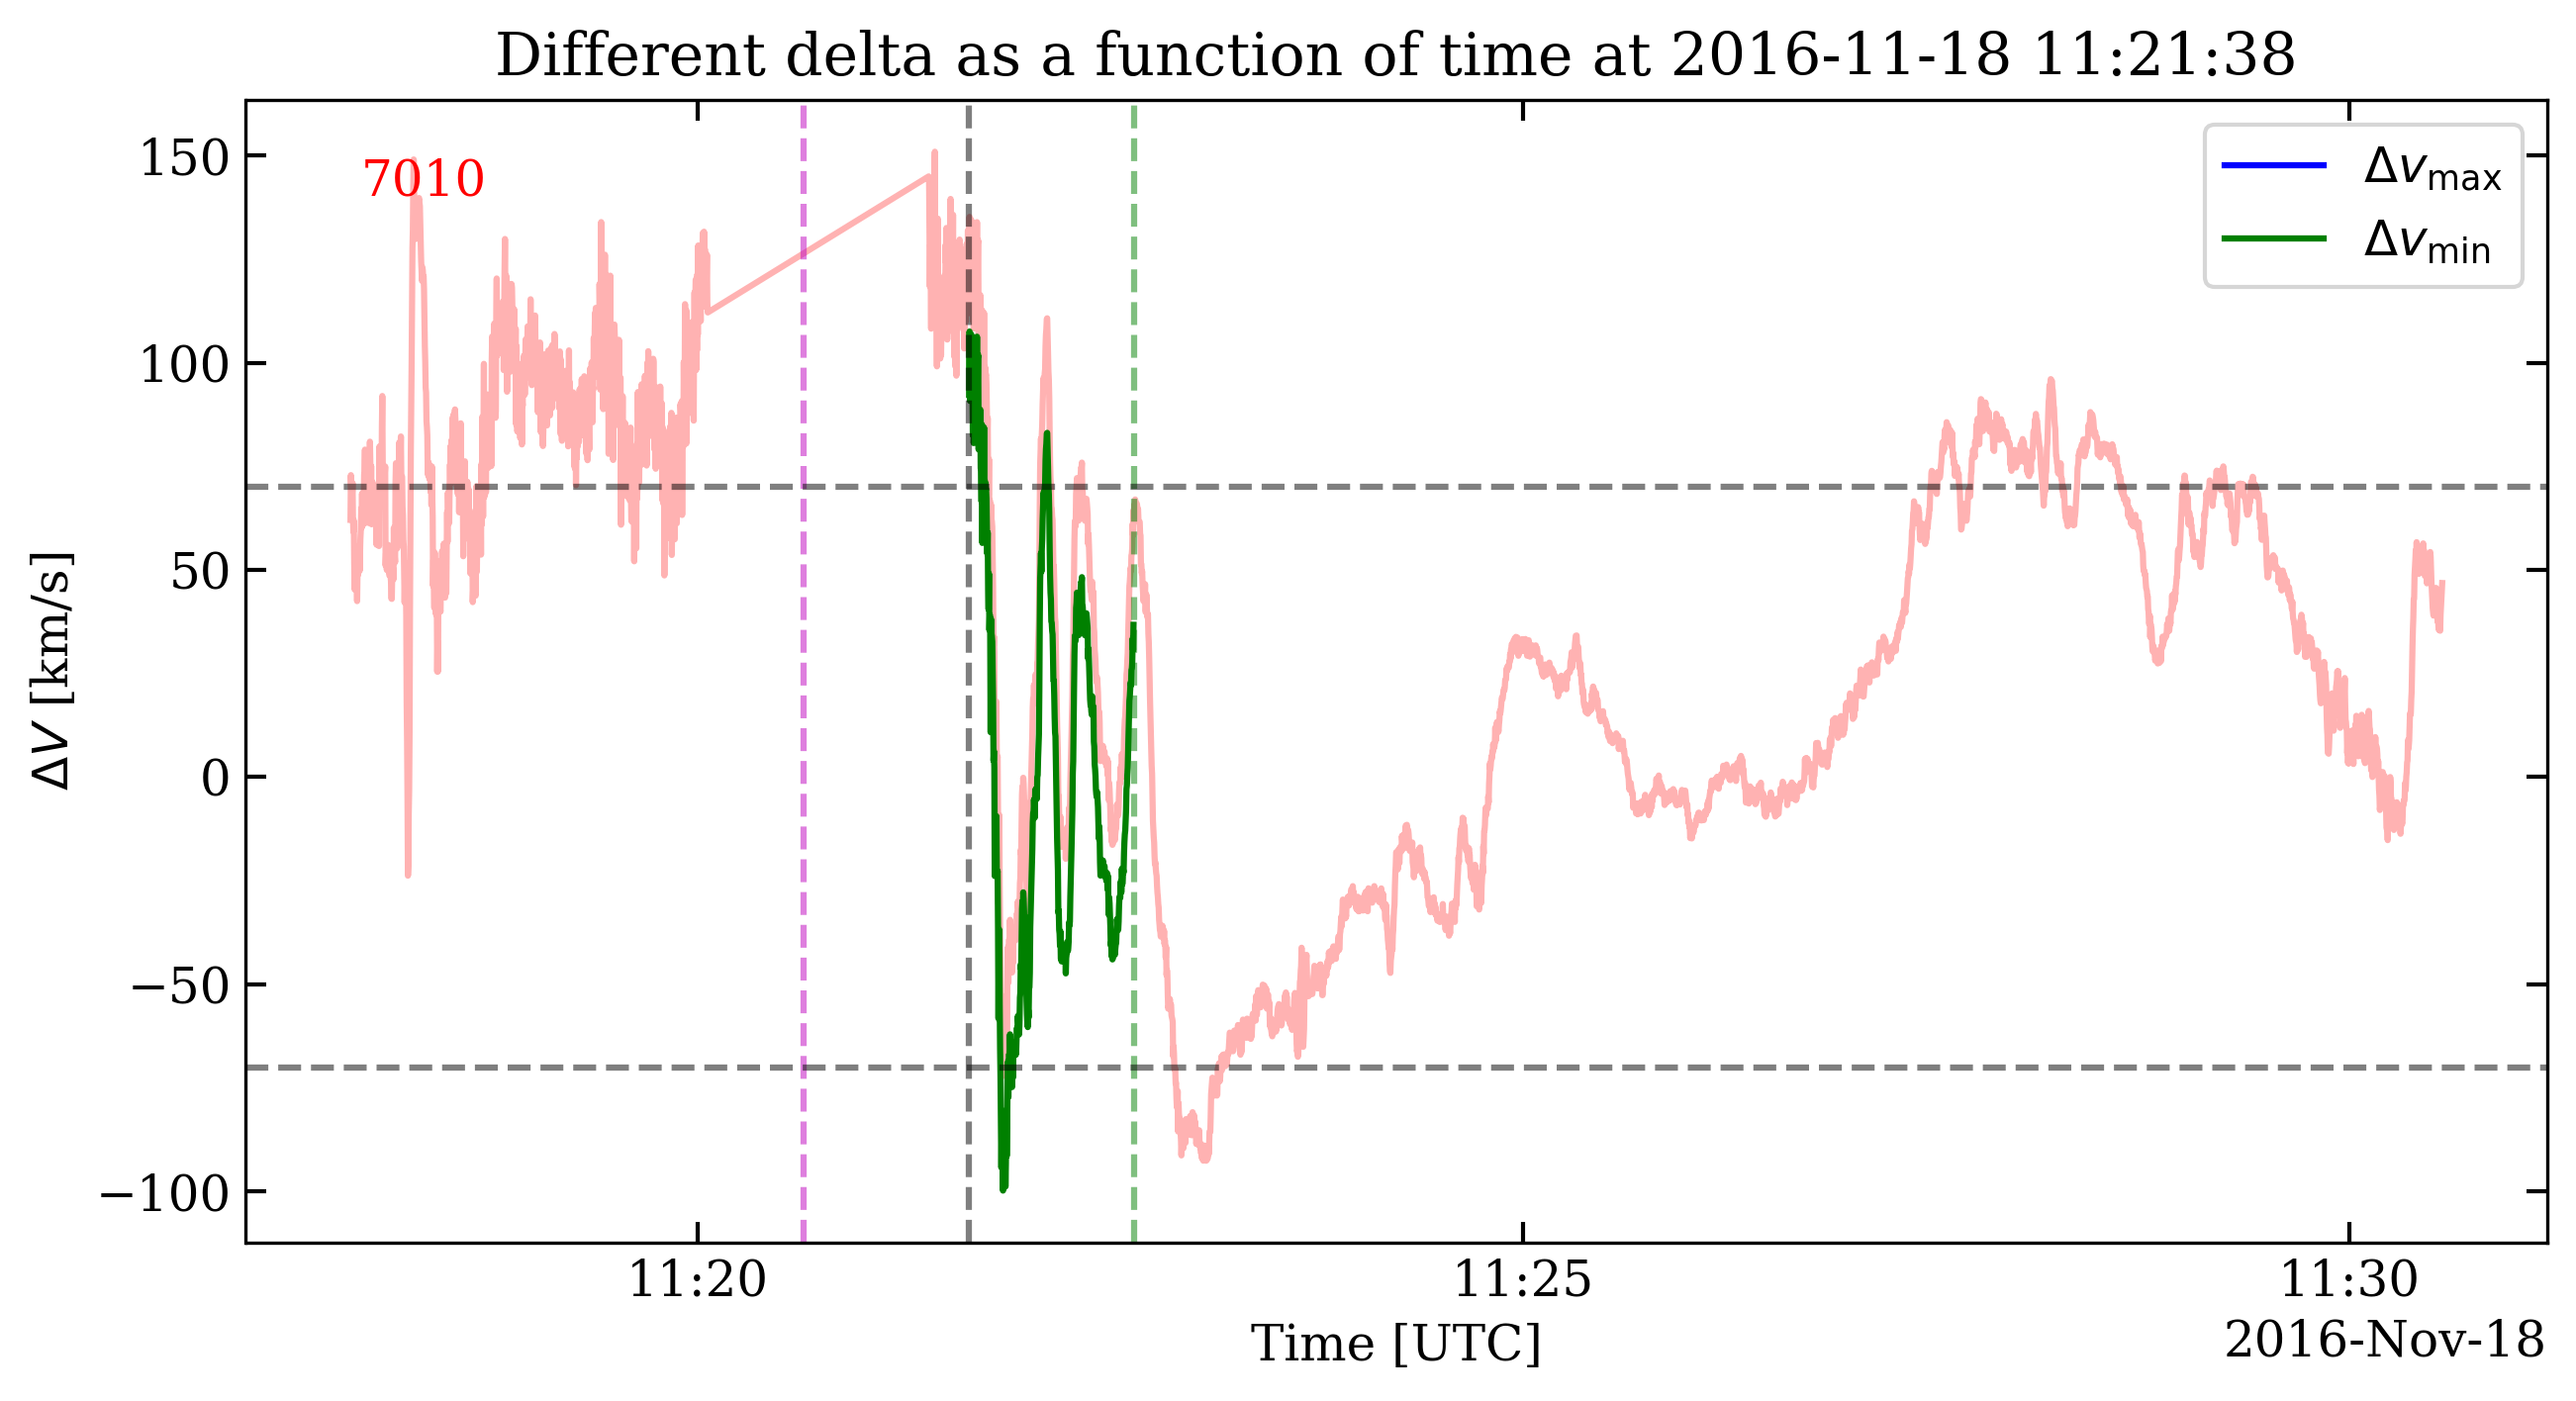 Different delta as a function of time at 2016-11-18 11:21:38
7010
Δv_max
Δv_min
ΔV [km/s]
150
100
50
0
−50
−100
11:20 11:25 11:30
Time [UTC]
2016-Nov-18